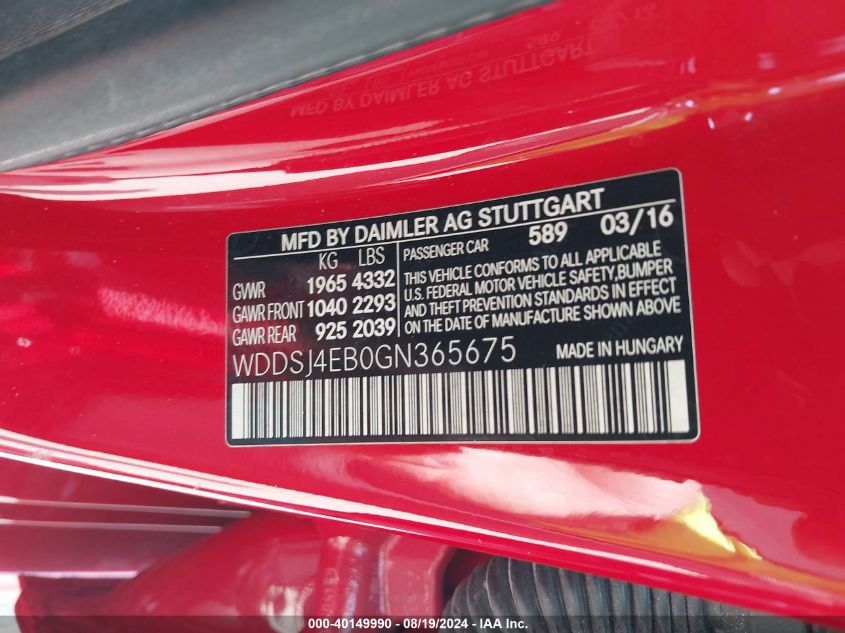 MFD BY DAIMLER AG STUTTGART
KG LBS
GVWR 1965 4332
GAWR FRONT 1040 2293
GAWR REAR 925 2039
PASSENGER CAR 589 03/16
THIS VEHICLE CONFORMS TO ALL APPLICABLE
U.S. FEDERAL MOTOR VEHICLE SAFETY,BUMPER
AND THEFT PREVENTION STANDARDS IN EFFECT
ON THE DATE OF MANUFACTURE SHOWN ABOVE
WDDSJ4EB0GN365675 MADE IN HUNGARY
000-40149990 - 08/19/2024 - IAA Inc.